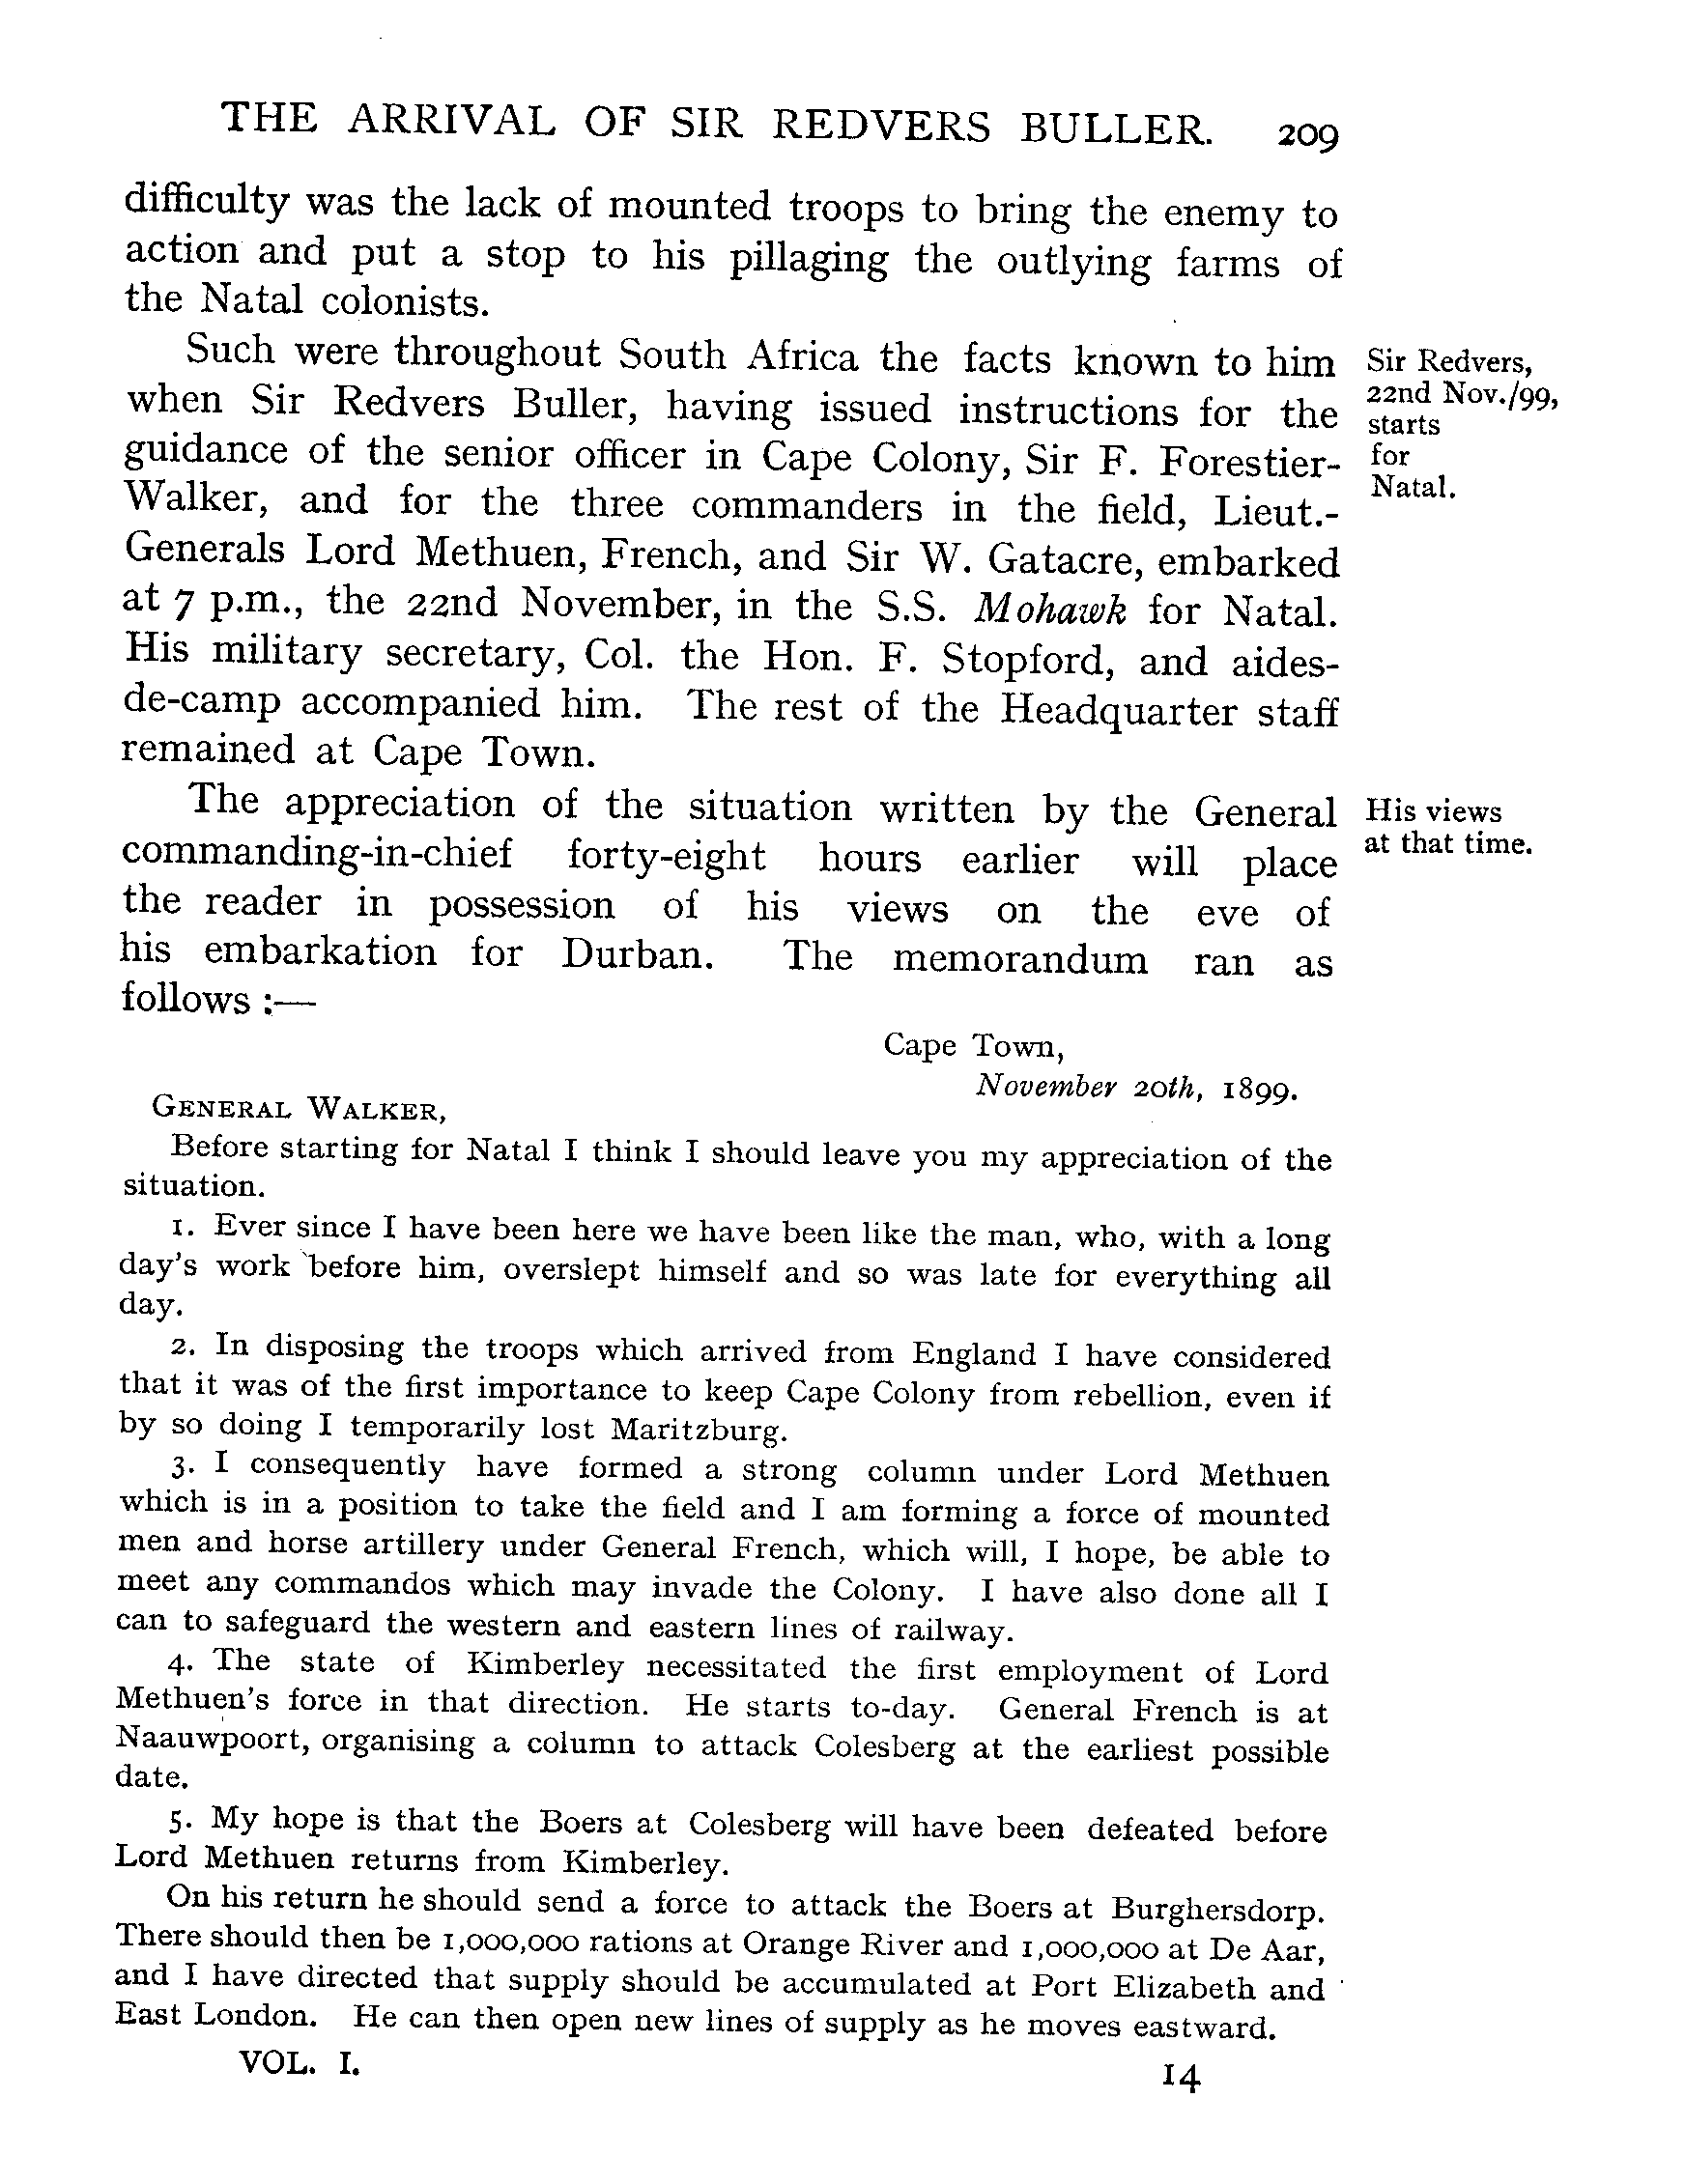 THE ARRIVAL OF SIR REDVERS BULLER. 209
difficulty was the lack of mounted troops to bring the enemy to
action and put a stop to his pillaging the outlying farms of
the Natal colonists.
Such were throughout South Africa the facts known to him
when Sir Redvers Buller, having issued instructions for the
guidance of the senior officer in Cape Colony, Sir F. Forestier-
Walker, and for the three commanders in the field, Lieut.-
Generals Lord Methuen, French, and Sir W. Gatacre, embarked
at 7 p.m., the 22nd November, in the S.S. Mohawk for Natal.
His military secretary, Col. the Hon. F. Stopford, and aides-
de-camp accompanied him. The rest of the Headquarter staff
remained at Cape Town.
Sir Redvers,
22nd Nov./99,
starts
for
Natal.
The appreciation of the situation written by the General
commanding-in-chief forty-eight hours earlier will place
the reader in possession of his views on the eve of
his embarkation for Durban. The memorandum ran as
follows :—
His views
at that time.
Cape Town,
November 20th, 1899.
GENERAL WALKER,
Before starting for Natal I think I should leave you my appreciation of the
situation.
1. Ever since I have been here we have been like the man, who, with a long
day's work before him, overslept himself and so was late for everything all
day.
2. In disposing the troops which arrived from England I have considered
that it was of the first importance to keep Cape Colony from rebellion, even if
by so doing I temporarily lost Maritzburg.
3. I consequently have formed a strong column under Lord Methuen
which is in a position to take the field and I am forming a force of mounted
men and horse artillery under General French, which will, I hope, be able to
meet any commandos which may invade the Colony. I have also done all I
can to safeguard the western and eastern lines of railway.
4. The state of Kimberley necessitated the first employment of Lord
Methuen's force in that direction. He starts to-day. General French is at
Naauwpoort, organising a column to attack Colesberg at the earliest possible
date.
5. My hope is that the Boers at Colesberg will have been defeated before
Lord Methuen returns from Kimberley.
On his return he should send a force to attack the Boers at Burghersdorp.
There should then be 1,000,000 rations at Orange River and 1,000,000 at De Aar,
and I have directed that supply should be accumulated at Port Elizabeth and
East London. He can then open new lines of supply as he moves eastward.
VOL. I. 14